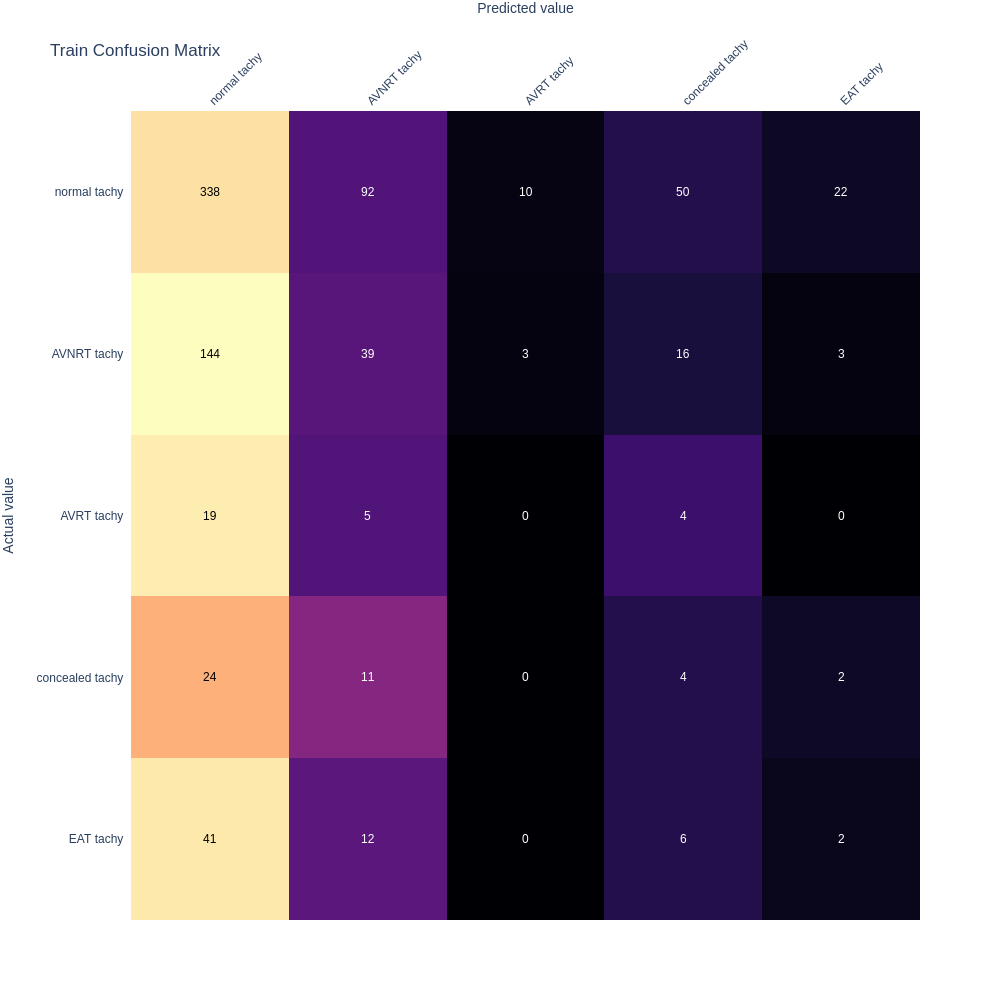 Predicted value
Train Confusion Matrix
normal tachy
AVNRT tachy
AVRT tachy
concealed tachy
EAT tachy
Actual value
normal tachy 338 92 10 50 22
AVNRT tachy 144 39 3 16 3
AVRT tachy 19 5 0 4 0
concealed tachy 24 11 0 4 2
EAT tachy 41 12 0 6 2